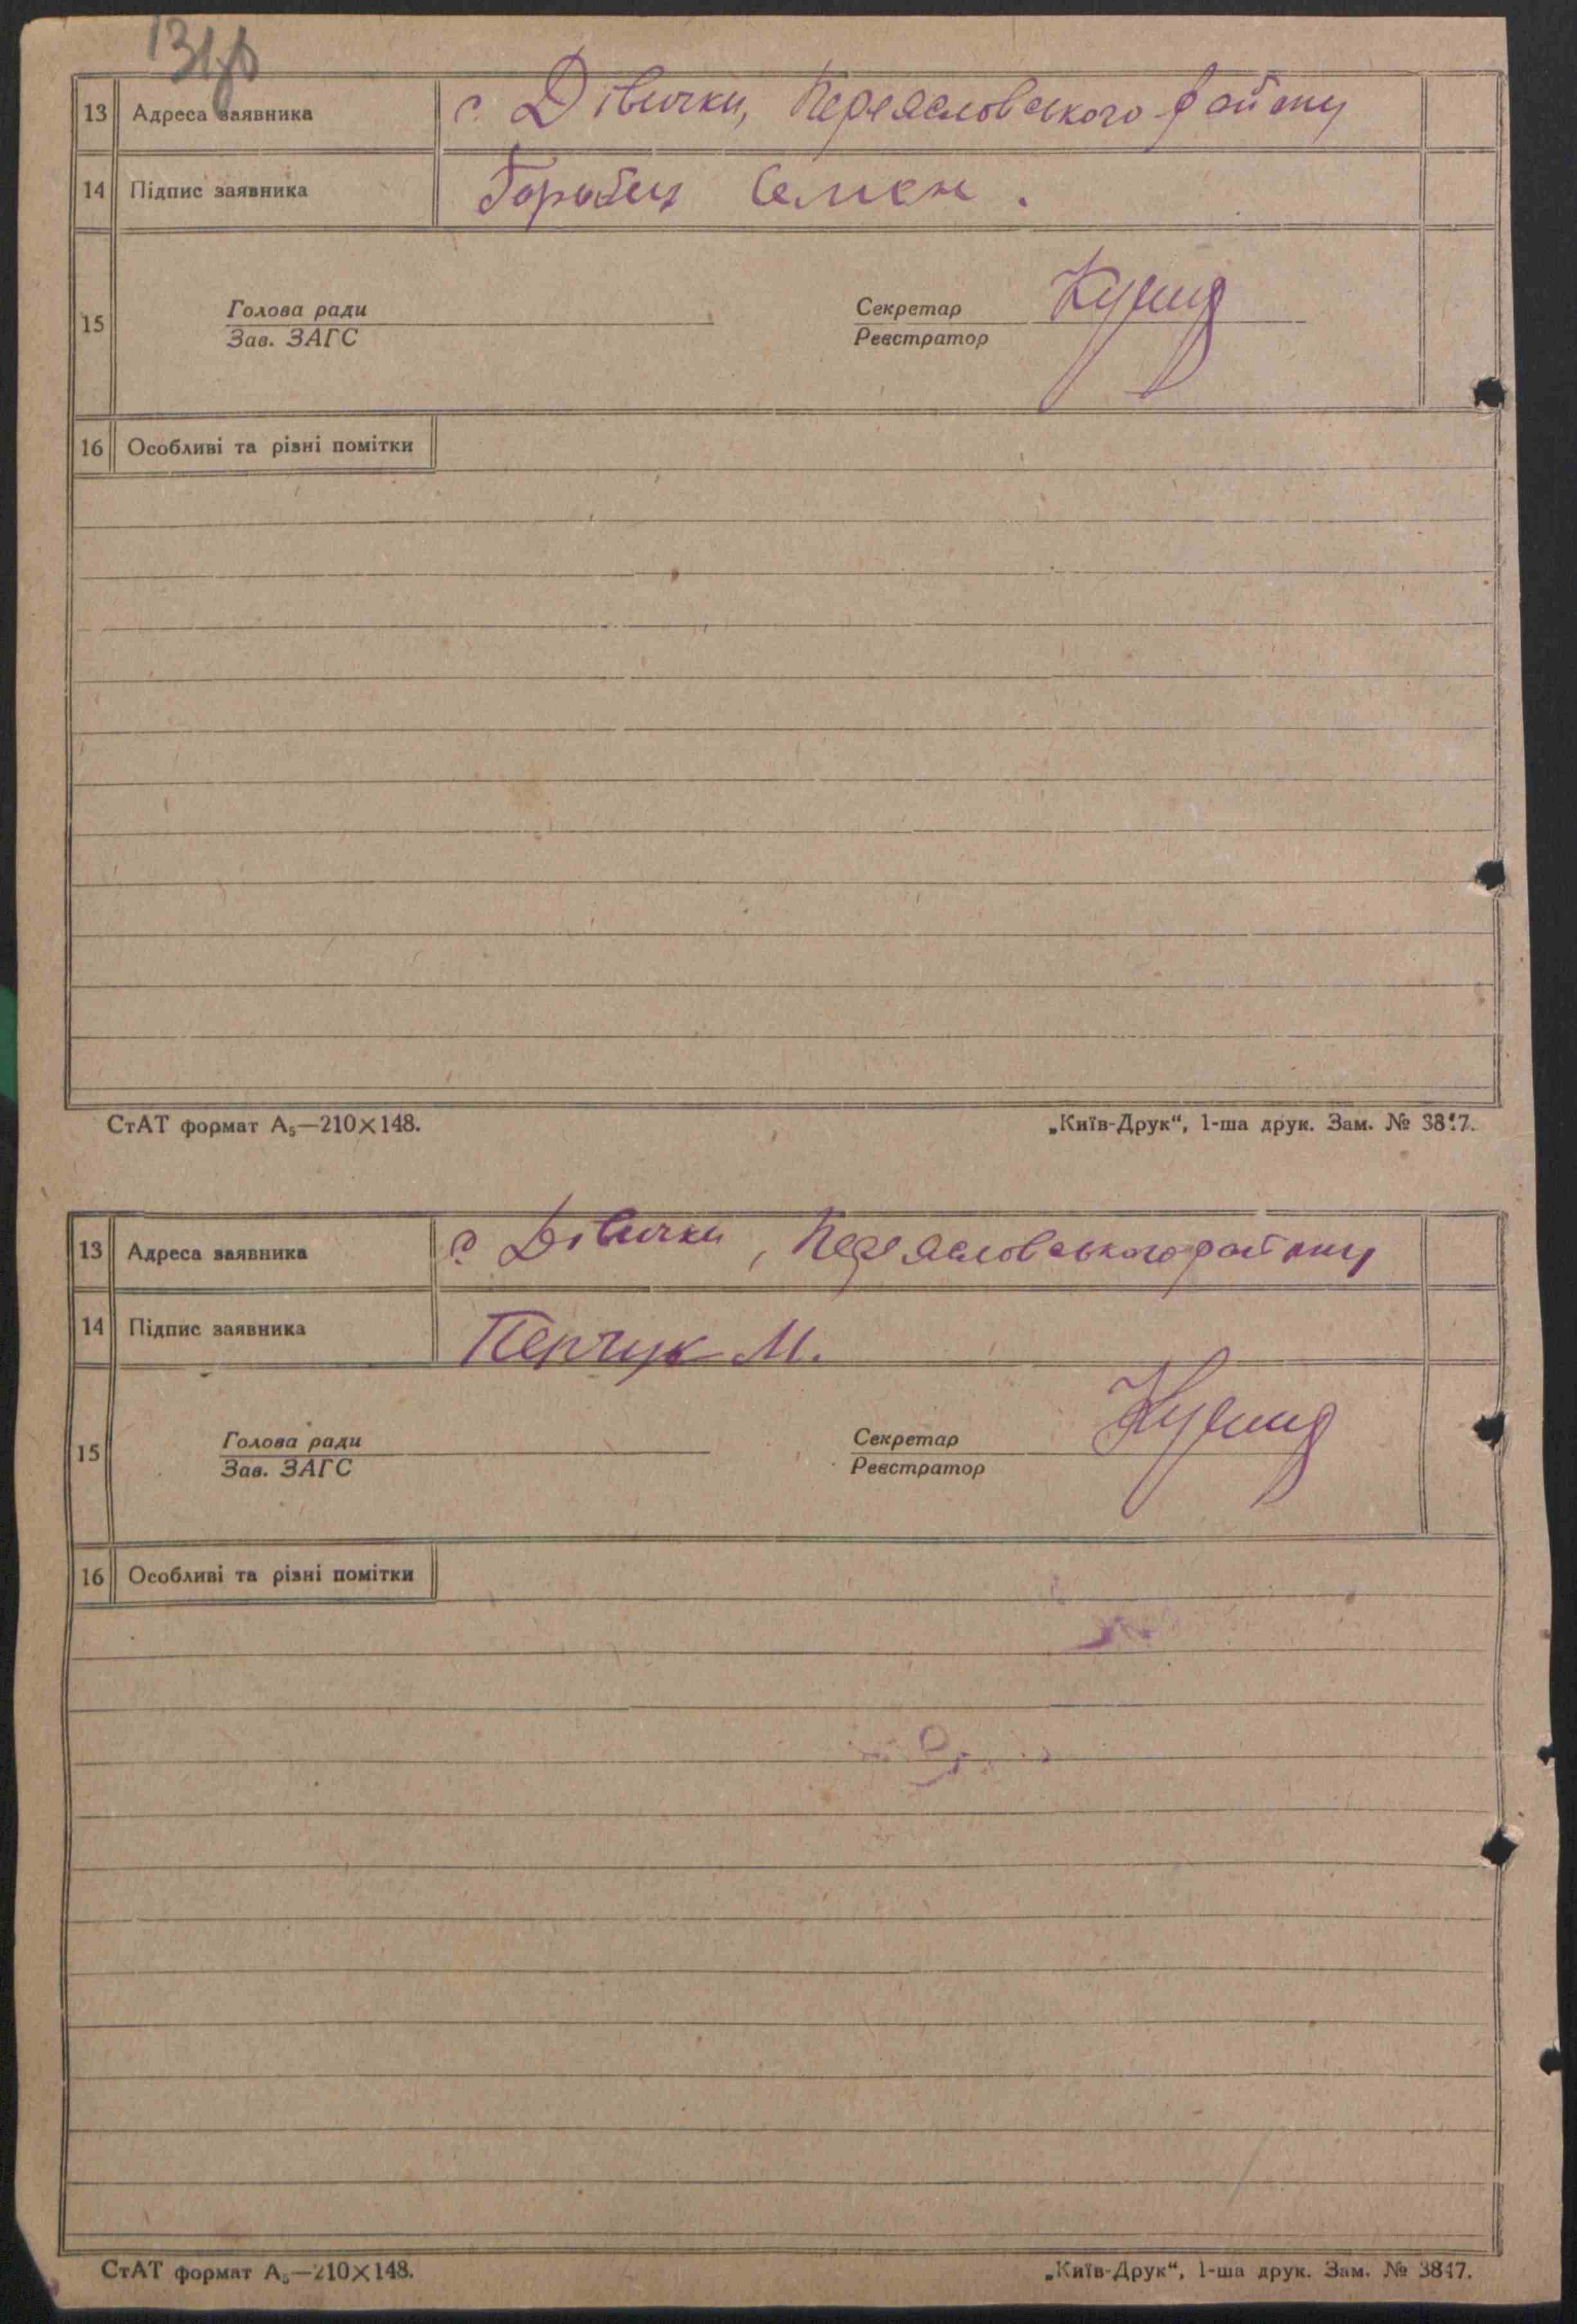 131зв
13 Адреса заявника с. Дівички, Переяславського району
14 Підпис заявника Горобец Семен.
15 Голова ради Секретар
Зав. ЗАГС Реєстратор
16 Особливі та різні помітки
СтАТ формат А₅—210×148. „Київ-Друк“, 1-ша друк. Зам. № 3817.
13 Адреса заявника с Дівички, Переяславського району
14 Підпис заявника Пепчук М.
15 Голова ради Секретар
Зав. ЗАГС Реєстратор
16 Особливі та різні помітки
СтАТ формат А₅—210×148. „Київ-Друк“, 1-ша друк. Зам. № 3817.